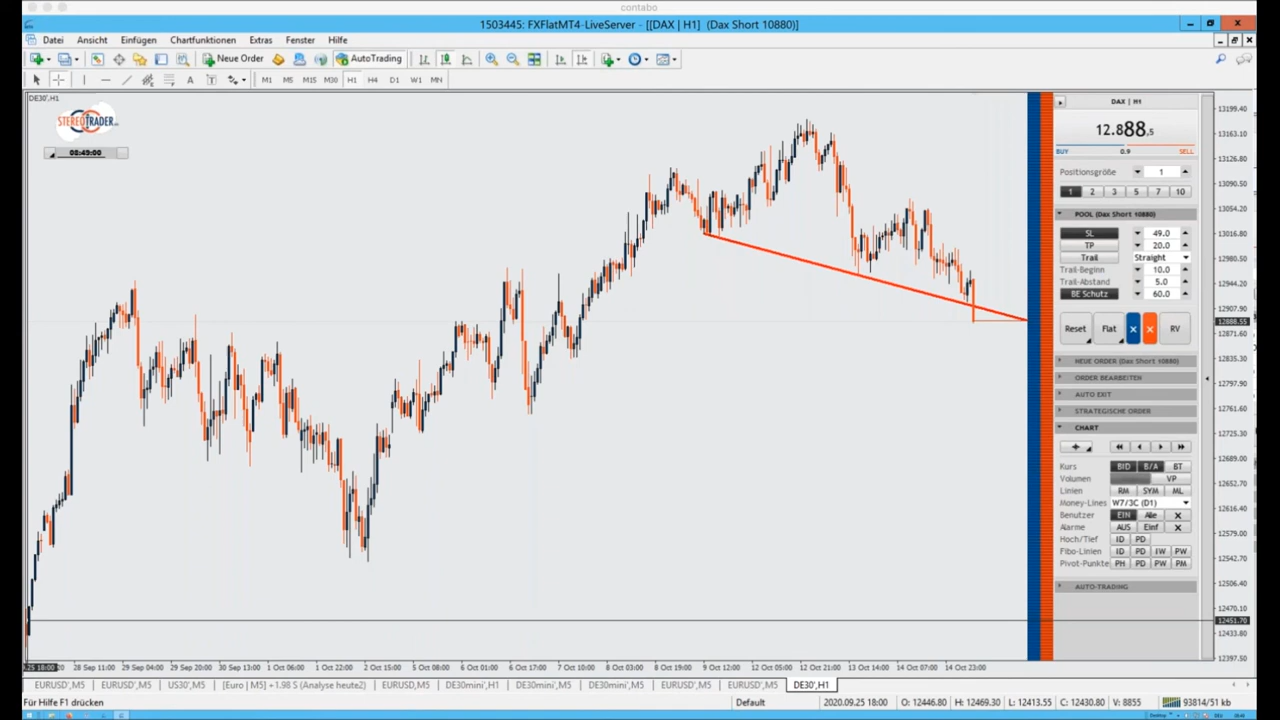 contabo
1503445: FXFlatMT4-LiveServer - [[DAX | H1] (Dax Short 10880)]
Datei Ansicht Einfügen Chartfunktionen Extras Fenster Hilfe
Neue Order AutoTrading
A T M1 M5 M15 M30 H1 H4 D1 W1 MN
DE30',H1
STEREOTRADER
08:49:00
DAX | H1
12.888,5
BUY 0.9 SELL
Positionsgröße 1
1 2 3 5 7 10
POOL (Dax Short 10880)
SL 49.0
TP 20.0
Trail Straight
Trail-Beginn 10.0
Trail-Abstand 5.0
BE Schutz 60.0
Reset Flat × × RV
NEUE ORDER (Dax Short 10880)
ORDER BEARBEITEN
AUTO EXIT
STRATEGISCHE ORDER
CHART
Kurs BID B/A BT
Volumen VP
Linien RM SYM ML
Money-Lines W7/3C (D1)
Benutzer EIN Alle X
Alarme AUS Einf X
Hoch/Tief ID PD
Fibo-Linien ID PD IW PW
Pivot-Punkte PH PD PW PM
AUTO-TRADING
13199.40
13163.10
13126.80
13090.50
13054.20
13016.80
12980.50
12944.20
12907.90
12888.55
12871.60
12835.30
12797.90
12761.60
12725.30
12689.00
12652.70
12616.40
12579.00
12542.70
12506.40
12470.10
12451.70
12433.80
12397.50
.25 18:00 28 Sep 11:00 29 Sep 04:00 29 Sep 20:00 30 Sep 13:00 1 Oct 06:00 1 Oct 22:00 2 Oct 15:00 5 Oct 08:00 6 Oct 01:00 6 Oct 17:00 7 Oct 10:00 8 Oct 03:00 8 Oct 19:00 9 Oct 12:00 12 Oct 05:00 12 Oct 21:00 13 Oct 14:00 14 Oct 07:00 14 Oct 23:00
EURUSD',M5 EURUSD',M5 US30',M5 [Euro | M5] +1.98 S (Analyse heute2) EURUSD,M5 DE30mini',H1 DE30mini',M5 DE30mini',M5 EURUSD',M5 EURUSD',M5 DE30',H1
Für Hilfe F1 drücken Default 2020.09.25 18:00 O: 12446.80 H: 12469.30 L: 12413.55 C: 12430.80 V: 8855 93814/51 kb